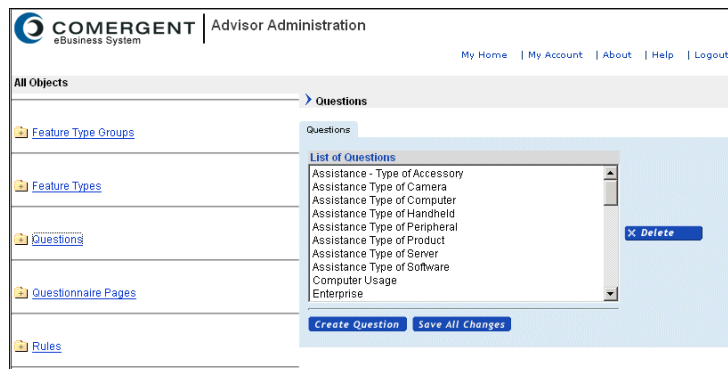 COMERGENT
eBusiness System
Advisor Administration
My Home | My Account | About | Help | Logout
All Objects
Questions
Feature Type Groups
Feature Types
Questions
Questionnaire Pages
Rules
Questions
List of Questions
Assistance - Type of Accessory
Assistance Type of Camera
Assistance Type of Computer
Assistance Type of Handheld
Assistance Type of Peripheral
Assistance Type of Product
Assistance Type of Server
Assistance Type of Software
Computer Usage
Enterprise
X Delete
Create Question
Save All Changes